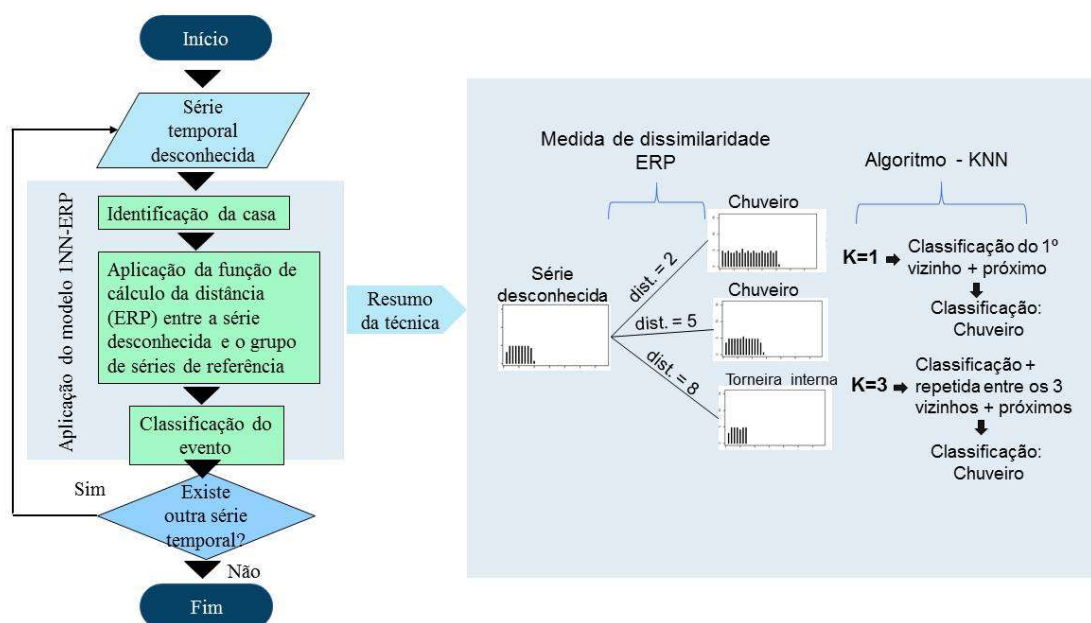 Início
Série
temporal
desconhecida
Aplicação do modelo 1NN-ERP
Identificação da casa
Aplicação da função de
cálculo da distância
(ERP) entre a série
desconhecida e o grupo
de séries de referência
Classificação do
evento
Sim
Existe
outra série
temporal?
Não
Fim
Resumo
da técnica
Medida de dissimilaridade
ERP
Algoritmo - KNN
Série
desconhecida
dist. = 2
dist. = 5
dist. = 8
Chuveiro
Chuveiro
Torneira interna
K=1
Classificação do 1º
vizinho + próximo
Classificação:
Chuveiro
K=3
Classificação +
repetida entre os 3
vizinhos + próximos
Classificação:
Chuveiro